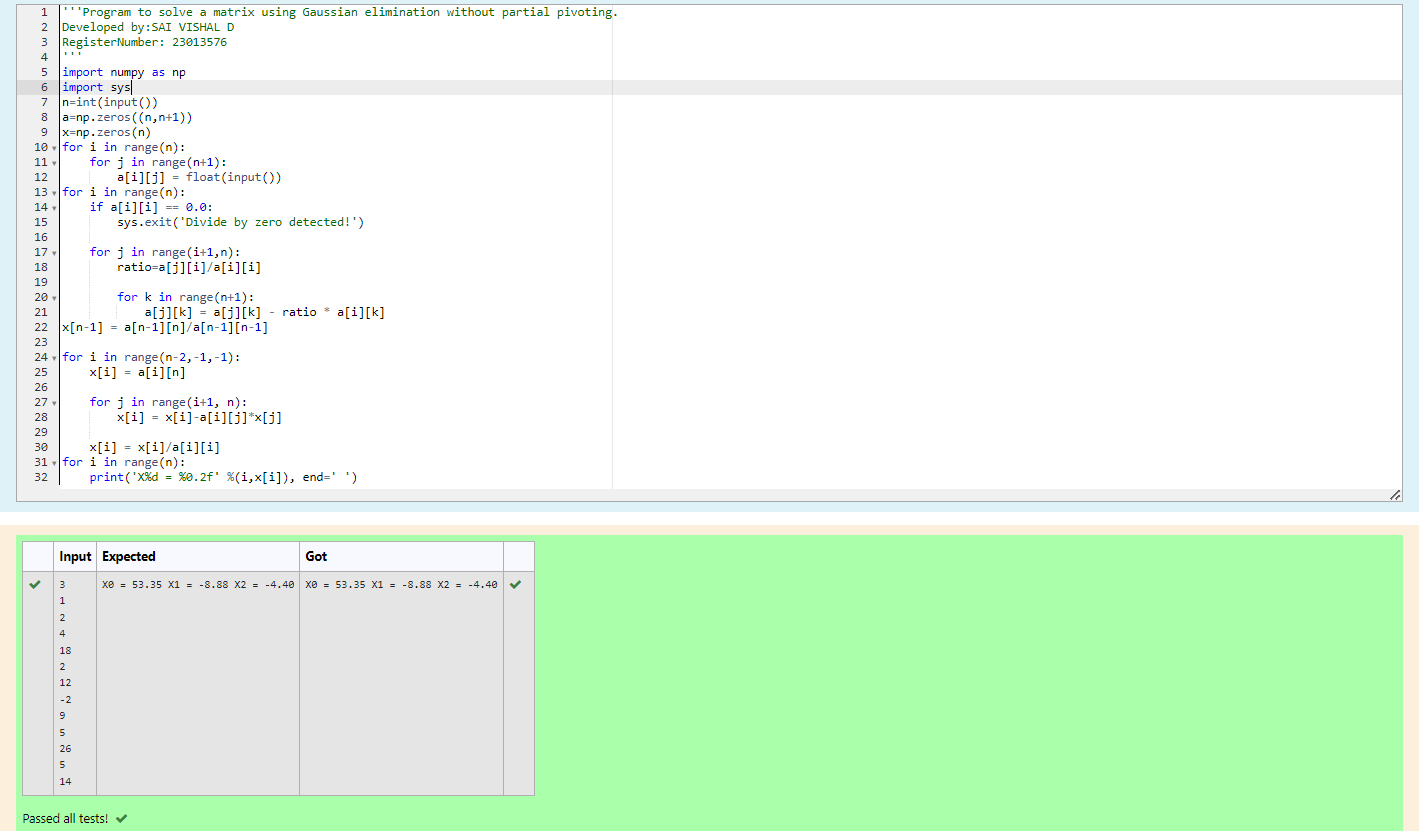 1 '''Program to solve a matrix using Gaussian elimination without partial pivoting.
2 Developed by:SAI VISHAL D
3 RegisterNumber: 23013576
4 '''
5 import numpy as np
6 import sys
7 n=int(input())
8 a=np.zeros((n,n+1))
9 x=np.zeros(n)
10 for i in range(n):
11     for j in range(n+1):
12         a[i][j] = float(input())
13 for i in range(n):
14     if a[i][i] == 0.0:
15         sys.exit('Divide by zero detected!')
16
17     for j in range(i+1,n):
18         ratio=a[j][i]/a[i][i]
19
20         for k in range(n+1):
21             a[j][k] = a[j][k] - ratio * a[i][k]
22 x[n-1] = a[n-1][n]/a[n-1][n-1]
23
24 for i in range(n-2,-1,-1):
25     x[i] = a[i][n]
26
27     for j in range(i+1, n):
28         x[i] = x[i]-a[i][j]*x[j]
29
30     x[i] = x[i]/a[i][i]
31 for i in range(n):
32     print('X%d = %0.2f' %(i,x[i]), end=' ')
Input Expected Got
3 X0 = 53.35 X1 = -8.88 X2 = -4.40 X0 = 53.35 X1 = -8.88 X2 = -4.40
1
2
4
18
2
12
-2
9
5
26
5
14
Passed all tests!